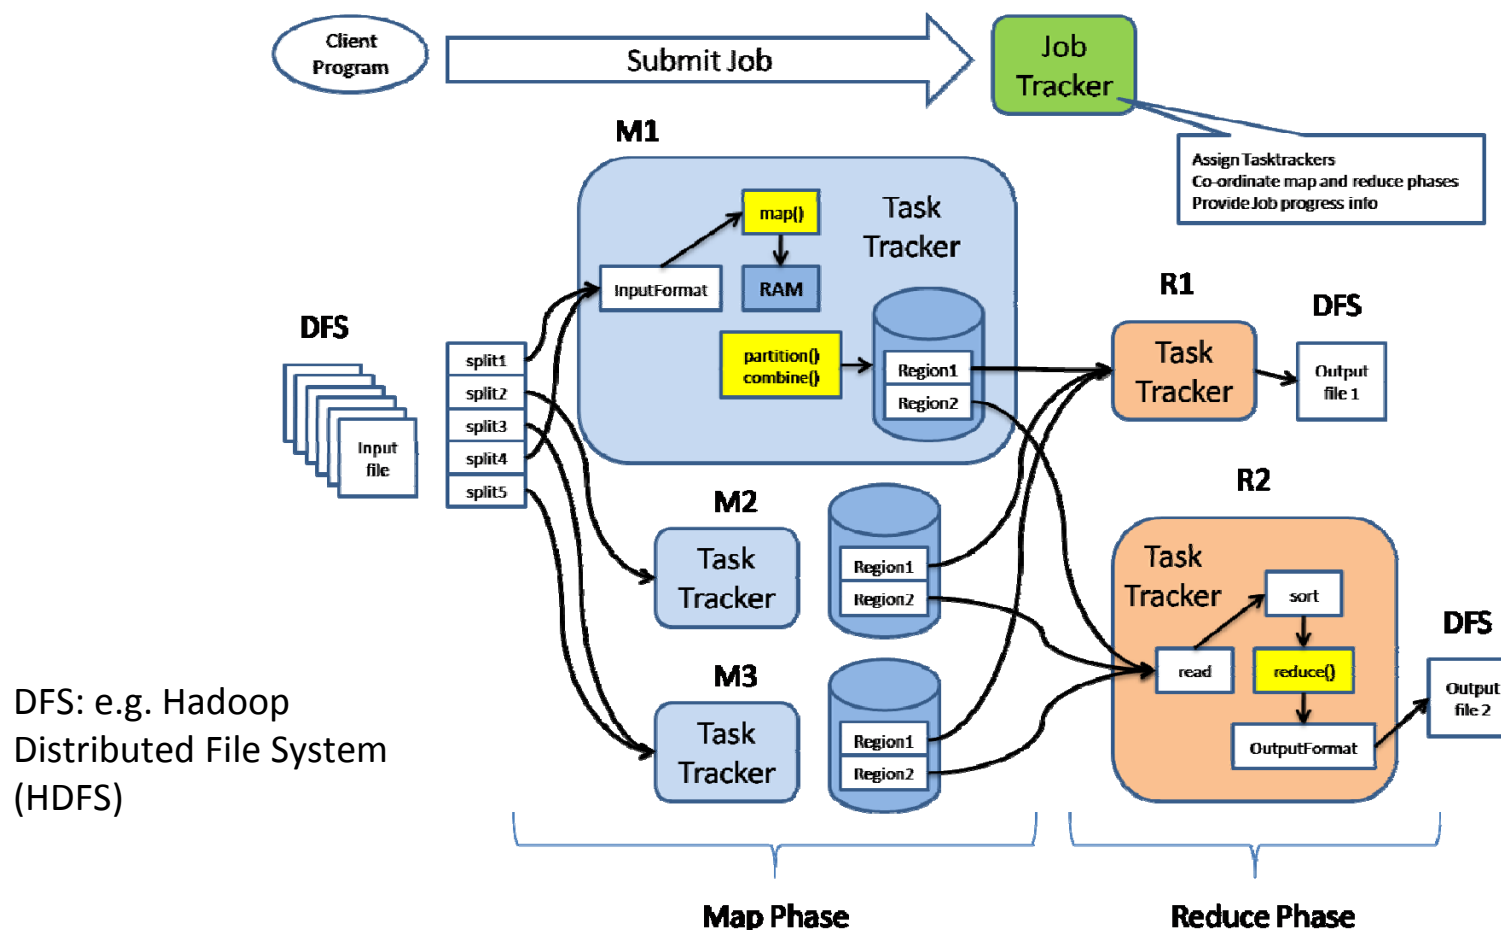 Client
Program
Submit Job
Job
Tracker
Assign Tasktrackers
Co-ordinate map and reduce phases
Provide Job progress info
M1
Task
Tracker
map()
InputFormat
RAM
partition()
combine()
Region1
Region2
DFS
Input
file
split1
split2
split3
split4
split5
M2
Task
Tracker
Region1
Region2
M3
Task
Tracker
Region1
Region2
R1
Task
Tracker
DFS
Output
file 1
R2
Task
Tracker
sort
read
reduce()
OutputFormat
DFS
Output
file 2
DFS: e.g. Hadoop
Distributed File System
(HDFS)
Map Phase
Reduce Phase